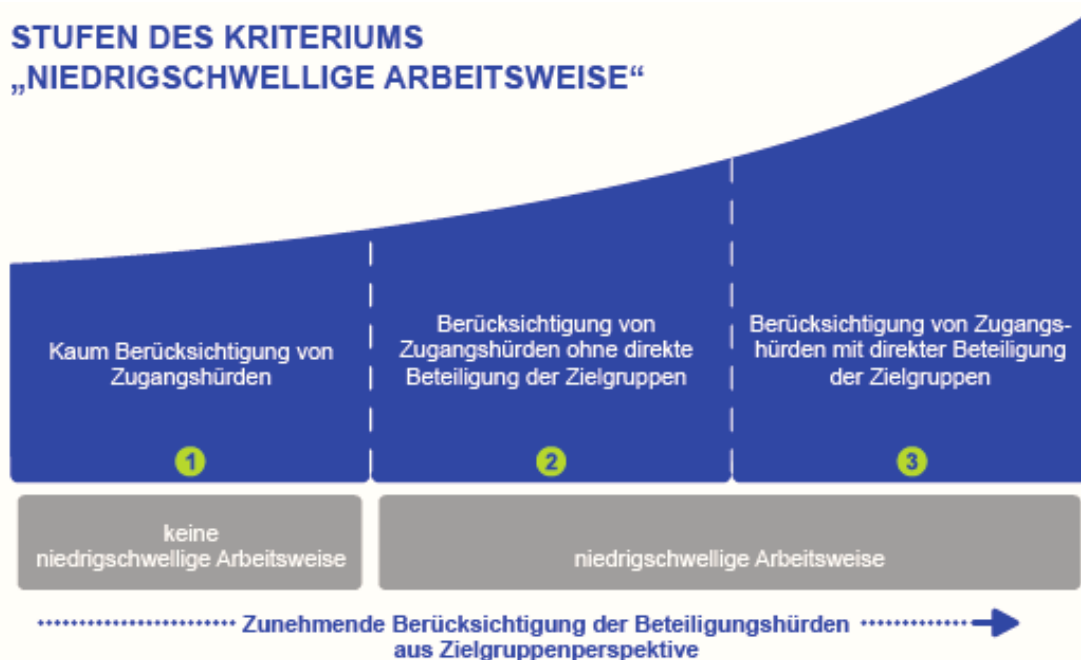 STUFEN DES KRITERIUMS
„NIEDRIGSCHWELLIGE ARBEITSWEISE“
Kaum Berücksichtigung von
Zugangshürden
1
Berücksichtigung von
Zugangshürden ohne direkte
Beteiligung der Zielgruppen
2
Berücksichtigung von Zugangs-
hürden mit direkter Beteiligung
der Zielgruppen
3
keine
niedrigschwellige Arbeitsweise
niedrigschwellige Arbeitsweise
Zunehmende Berücksichtigung der Beteiligungshürden
aus Zielgruppenperspektive